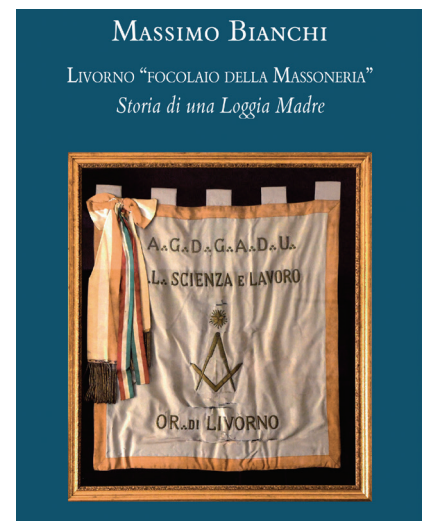 MASSIMO BIANCHI
LIVORNO “FOCOLAIO DELLA MASSONERIA”
Storia di una Loggia Madre
A∴G∴D∴G∴A∴D∴U∴
.L∴ SCIENZA E LAVORO
OR∴ DI LIVORNO